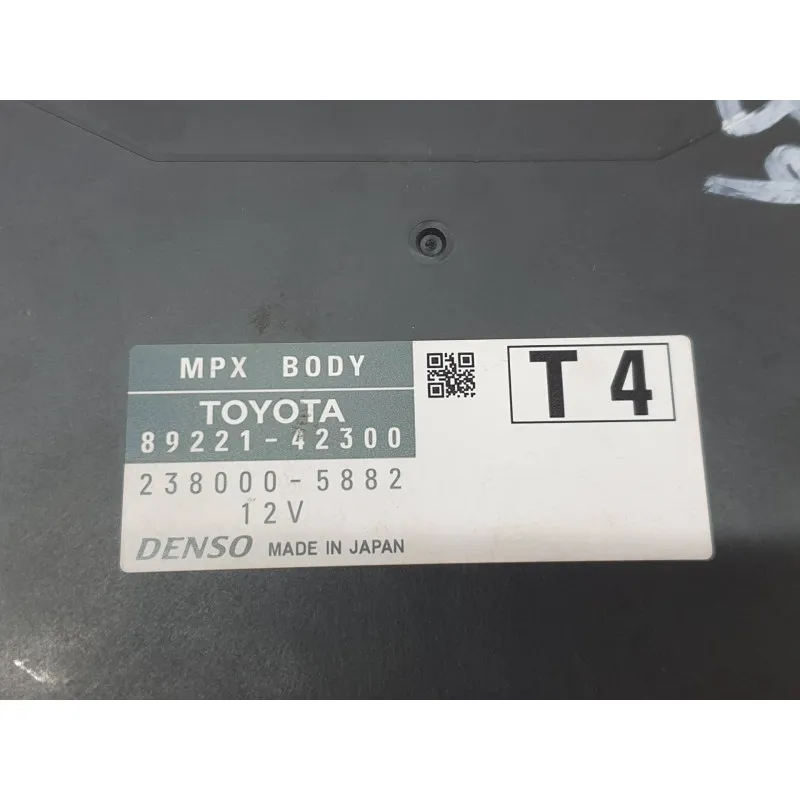 MPX BODY
TOYOTA
89221-42300
238000-5882
12V
DENSO MADE IN JAPAN
T4